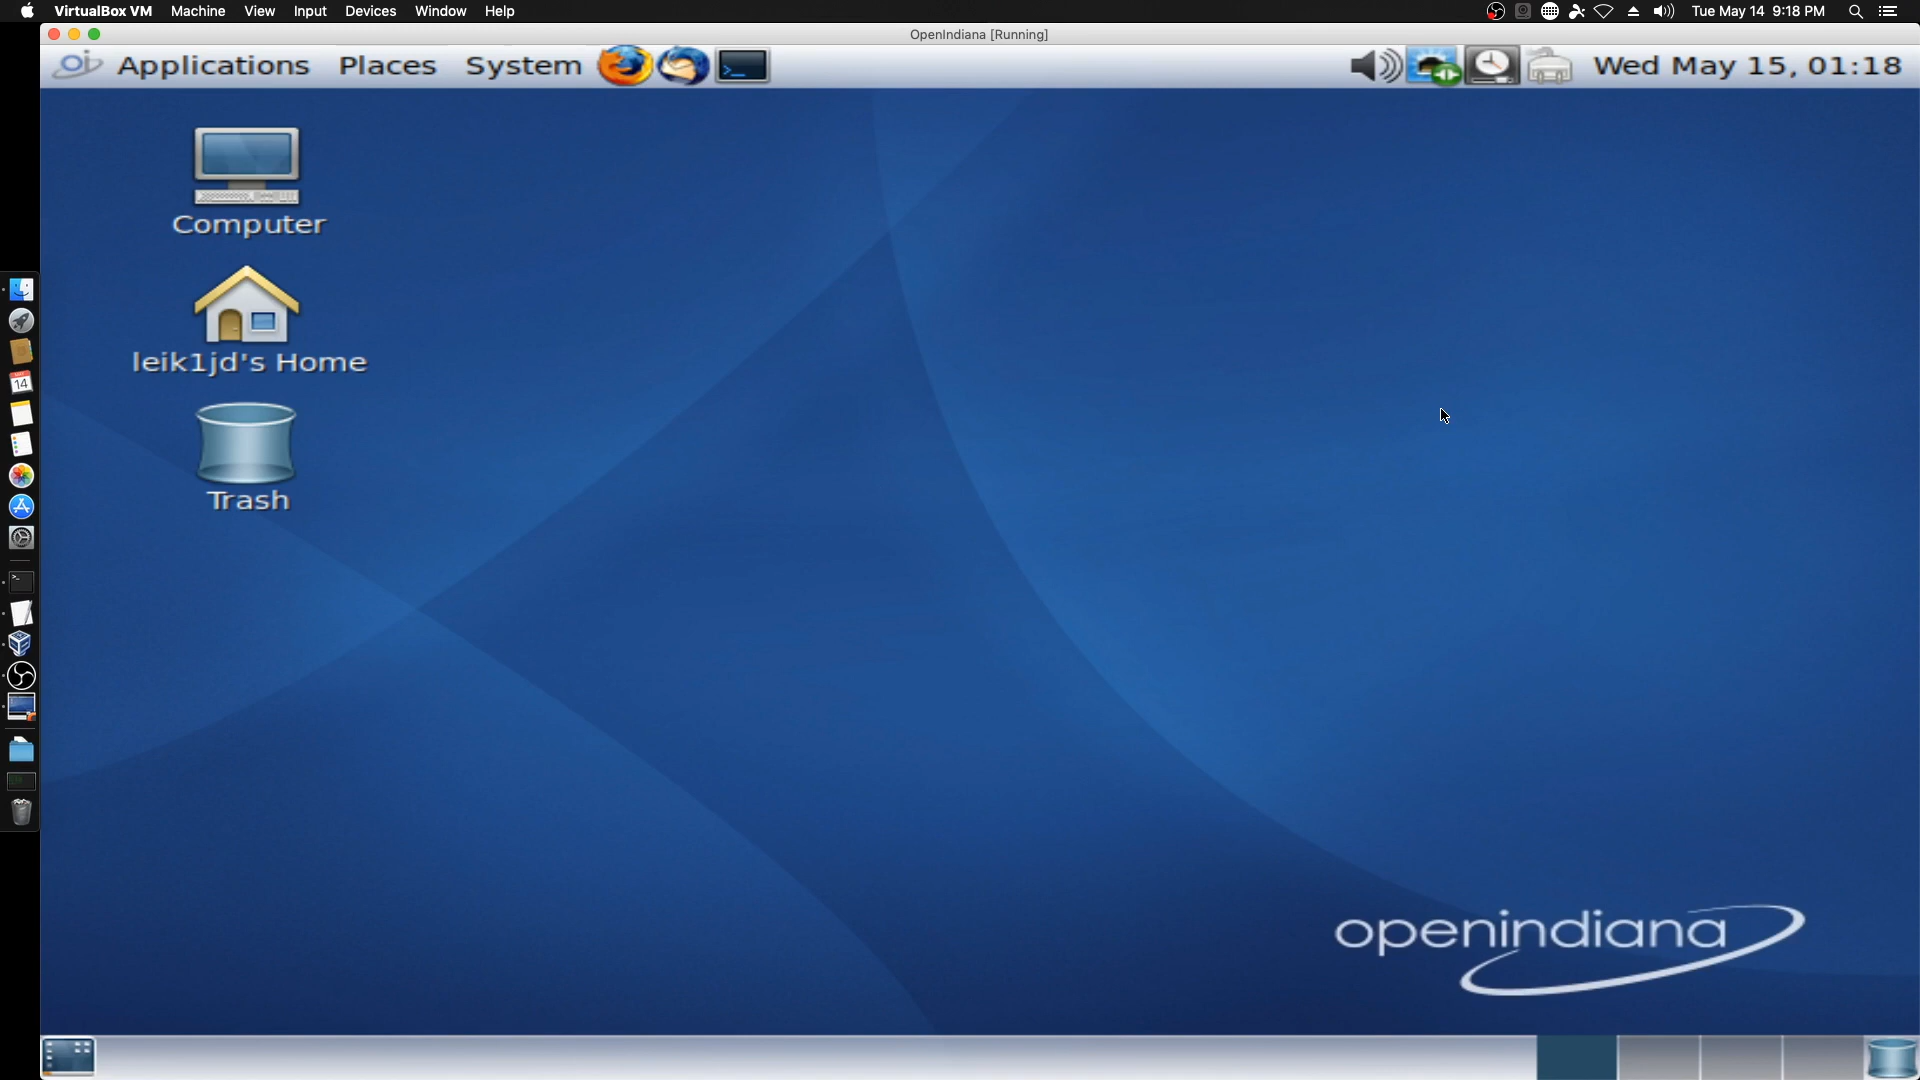 VirtualBox VM Machine View Input Devices Window Help Tue May 14 9:18 PM
OpenIndiana [Running]
Applications Places System Wed May 15, 01:18
Computer
leik1jd's Home
Trash
14
openindiana